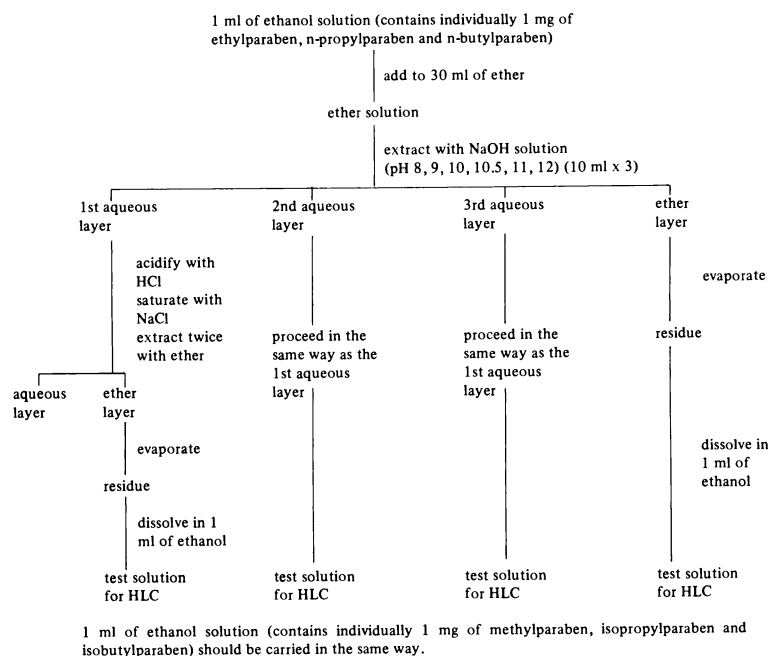 1 ml of ethanol solution (contains individually 1 mg of
ethylparaben, n-propylparaben and n-butylparaben)
add to 30 ml of ether
ether solution
extract with NaOH solution
(pH 8, 9, 10, 10.5, 11, 12) (10 ml x 3)
1st aqueous
layer
2nd aqueous
layer
3rd aqueous
layer
ether
layer
acidify with
HCl
saturate with
NaCl
extract twice
with ether
proceed in the
same way as the
1st aqueous
layer
proceed in the
same way as the
1st aqueous
layer
evaporate
residue
aqueous
layer
ether
layer
evaporate
residue
dissolve in 1
ml of ethanol
dissolve in
1 ml of
ethanol
test solution
for HLC
test solution
for HLC
test solution
for HLC
test solution
for HLC
1 ml of ethanol solution (contains individually 1 mg of methylparaben, isopropylparaben and
isobutylparaben) should be carried in the same way.